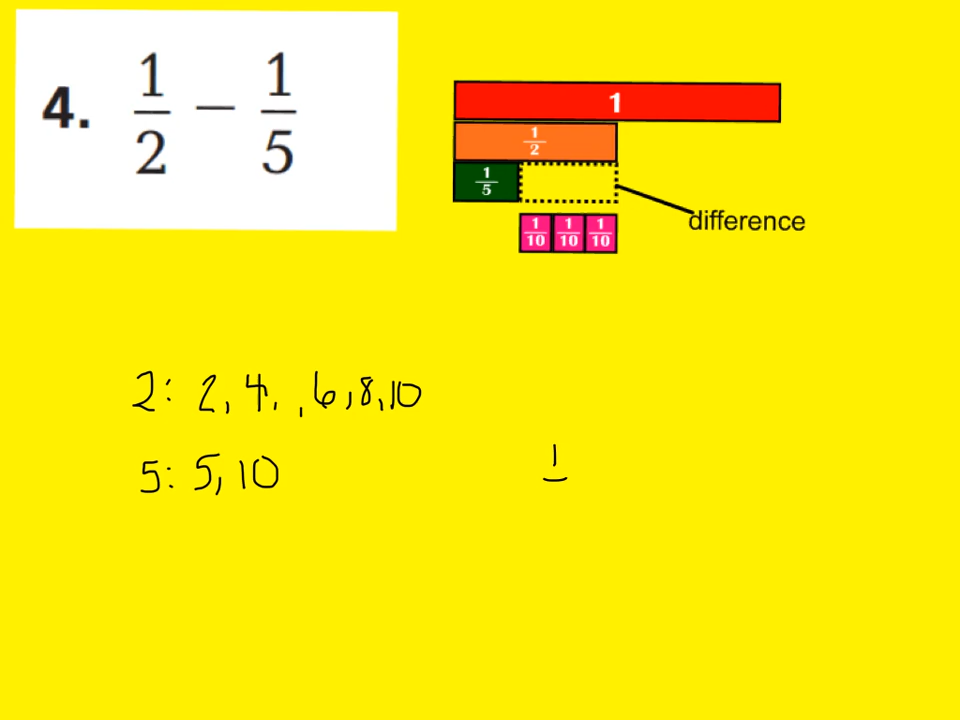 4. 1/2 − 1/5
1
1/2
1/5
difference
1/10 1/10 1/10
2: 2, 4, , 6, 8, 10
5: 5, 10
1